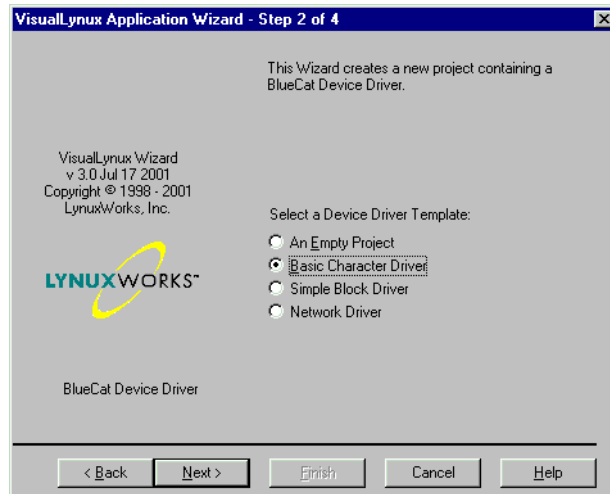 VisualLynux Application Wizard - Step 2 of 4
This Wizard creates a new project containing a
BlueCat Device Driver.
VisualLynux Wizard
v 3.0 Jul 17 2001
Copyright © 1998 - 2001
LynuxWorks, Inc.
LYNUXWORKS™
BlueCat Device Driver
Select a Device Driver Template:
An Empty Project
Basic Character Driver
Simple Block Driver
Network Driver
< Back
Next >
Finish
Cancel
Help